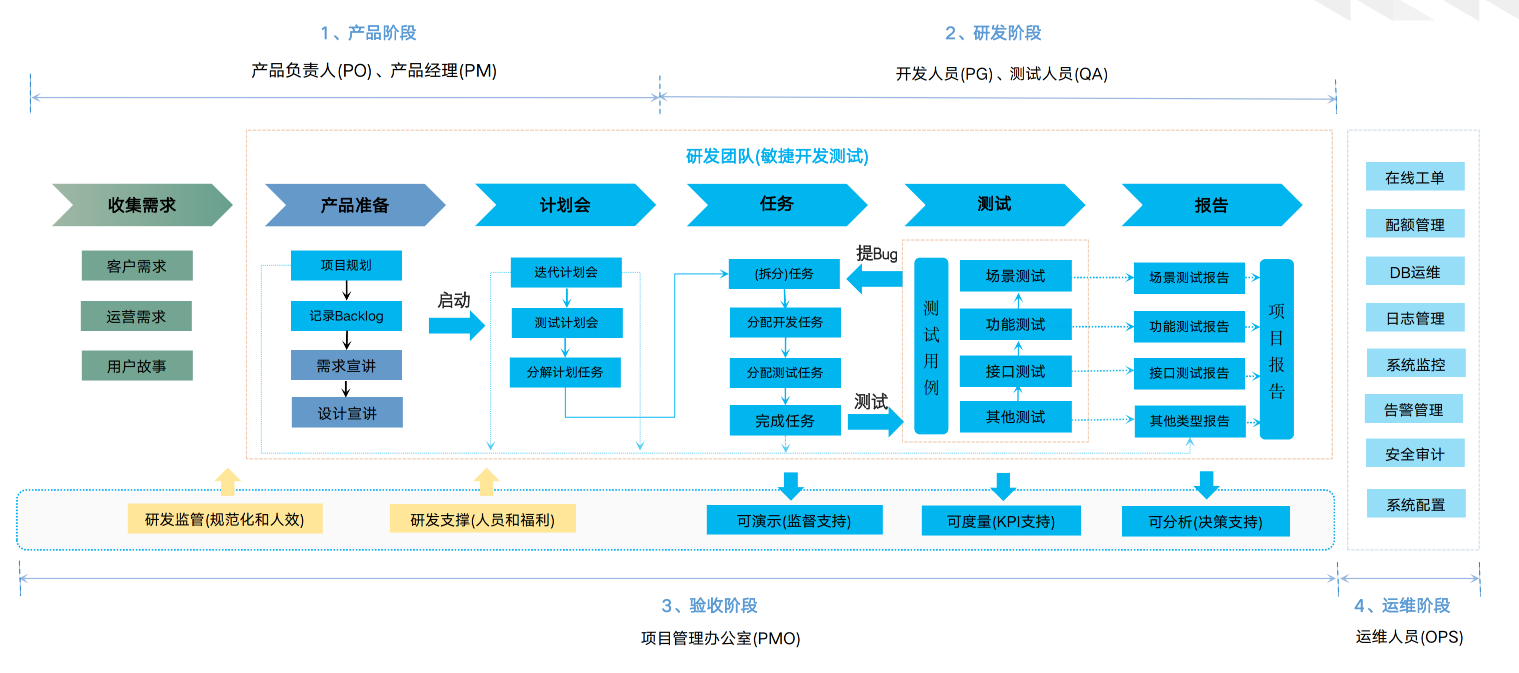 1、产品阶段
2、研发阶段
产品负责人(PO)、产品经理(PM)
开发人员(PG)、测试人员(QA)
研发团队(敏捷开发测试)
收集需求
产品准备
计划会
任务
测试
报告
客户需求
运营需求
用户故事
项目规划
记录Backlog
需求宣讲
设计宣讲
启动
迭代计划会
测试计划会
分解计划任务
(拆分)任务
分配开发任务
分配测试任务
完成任务
提Bug
测试
测试用例
场景测试
功能测试
接口测试
其他测试
场景测试报告
功能测试报告
接口测试报告
其他类型报告
项目报告
在线工单
配额管理
DB运维
日志管理
系统监控
告警管理
安全审计
系统配置
研发监管(规范化和人效)
研发支撑(人员和福利)
可演示(监督支持)
可度量(KPI支持)
可分析(决策支持)
3、验收阶段
项目管理办公室(PMO)
4、运维阶段
运维人员(OPS)